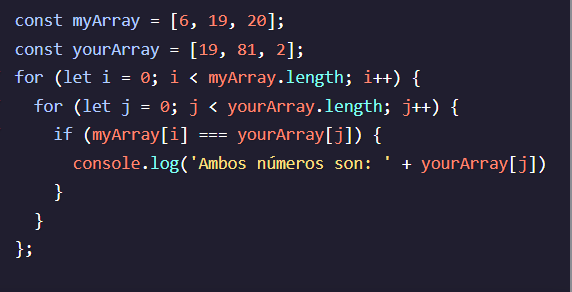 const myArray = [6, 19, 20];
const yourArray = [19, 81, 2];
for (let i = 0; i < myArray.length; i++) {
  for (let j = 0; j < yourArray.length; j++) {
    if (myArray[i] === yourArray[j]) {
      console.log('Ambos números son: ' + yourArray[j])
    }
  }
};